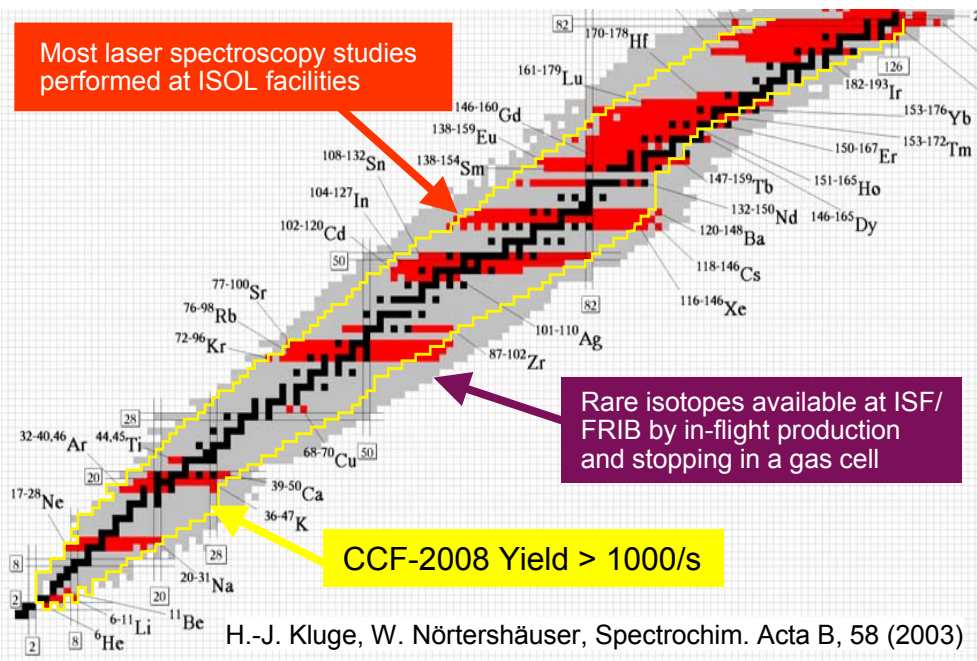 Most laser spectroscopy studies
performed at ISOL facilities
82
170-178Hf
126
161-179Lu
182-193Ir
146-160Gd
153-176Yb
138-159Eu
153-172Tm
108-132Sn
138-154Sm
150-167Er
147-159Tb
151-165Ho
104-127In
132-150Nd
146-165Dy
102-120Cd
120-148Ba
50
118-146Cs
77-100Sr
82
116-146Xe
76-98Rb
101-110Ag
72-96Kr
87-102Zr
Rare isotopes available at ISF/
FRIB by in-flight production
and stopping in a gas cell
28
32-40,46Ar
44,45Ti
68-70Cu
50
20
39-50Ca
17-28Ne
36-47K
28
CCF-2008 Yield > 1000/s
8
20-31Na
20
2
11Be
6-11Li
6He
2
8
H.-J. Kluge, W. Nörtershäuser, Spectrochim. Acta B, 58 (2003)